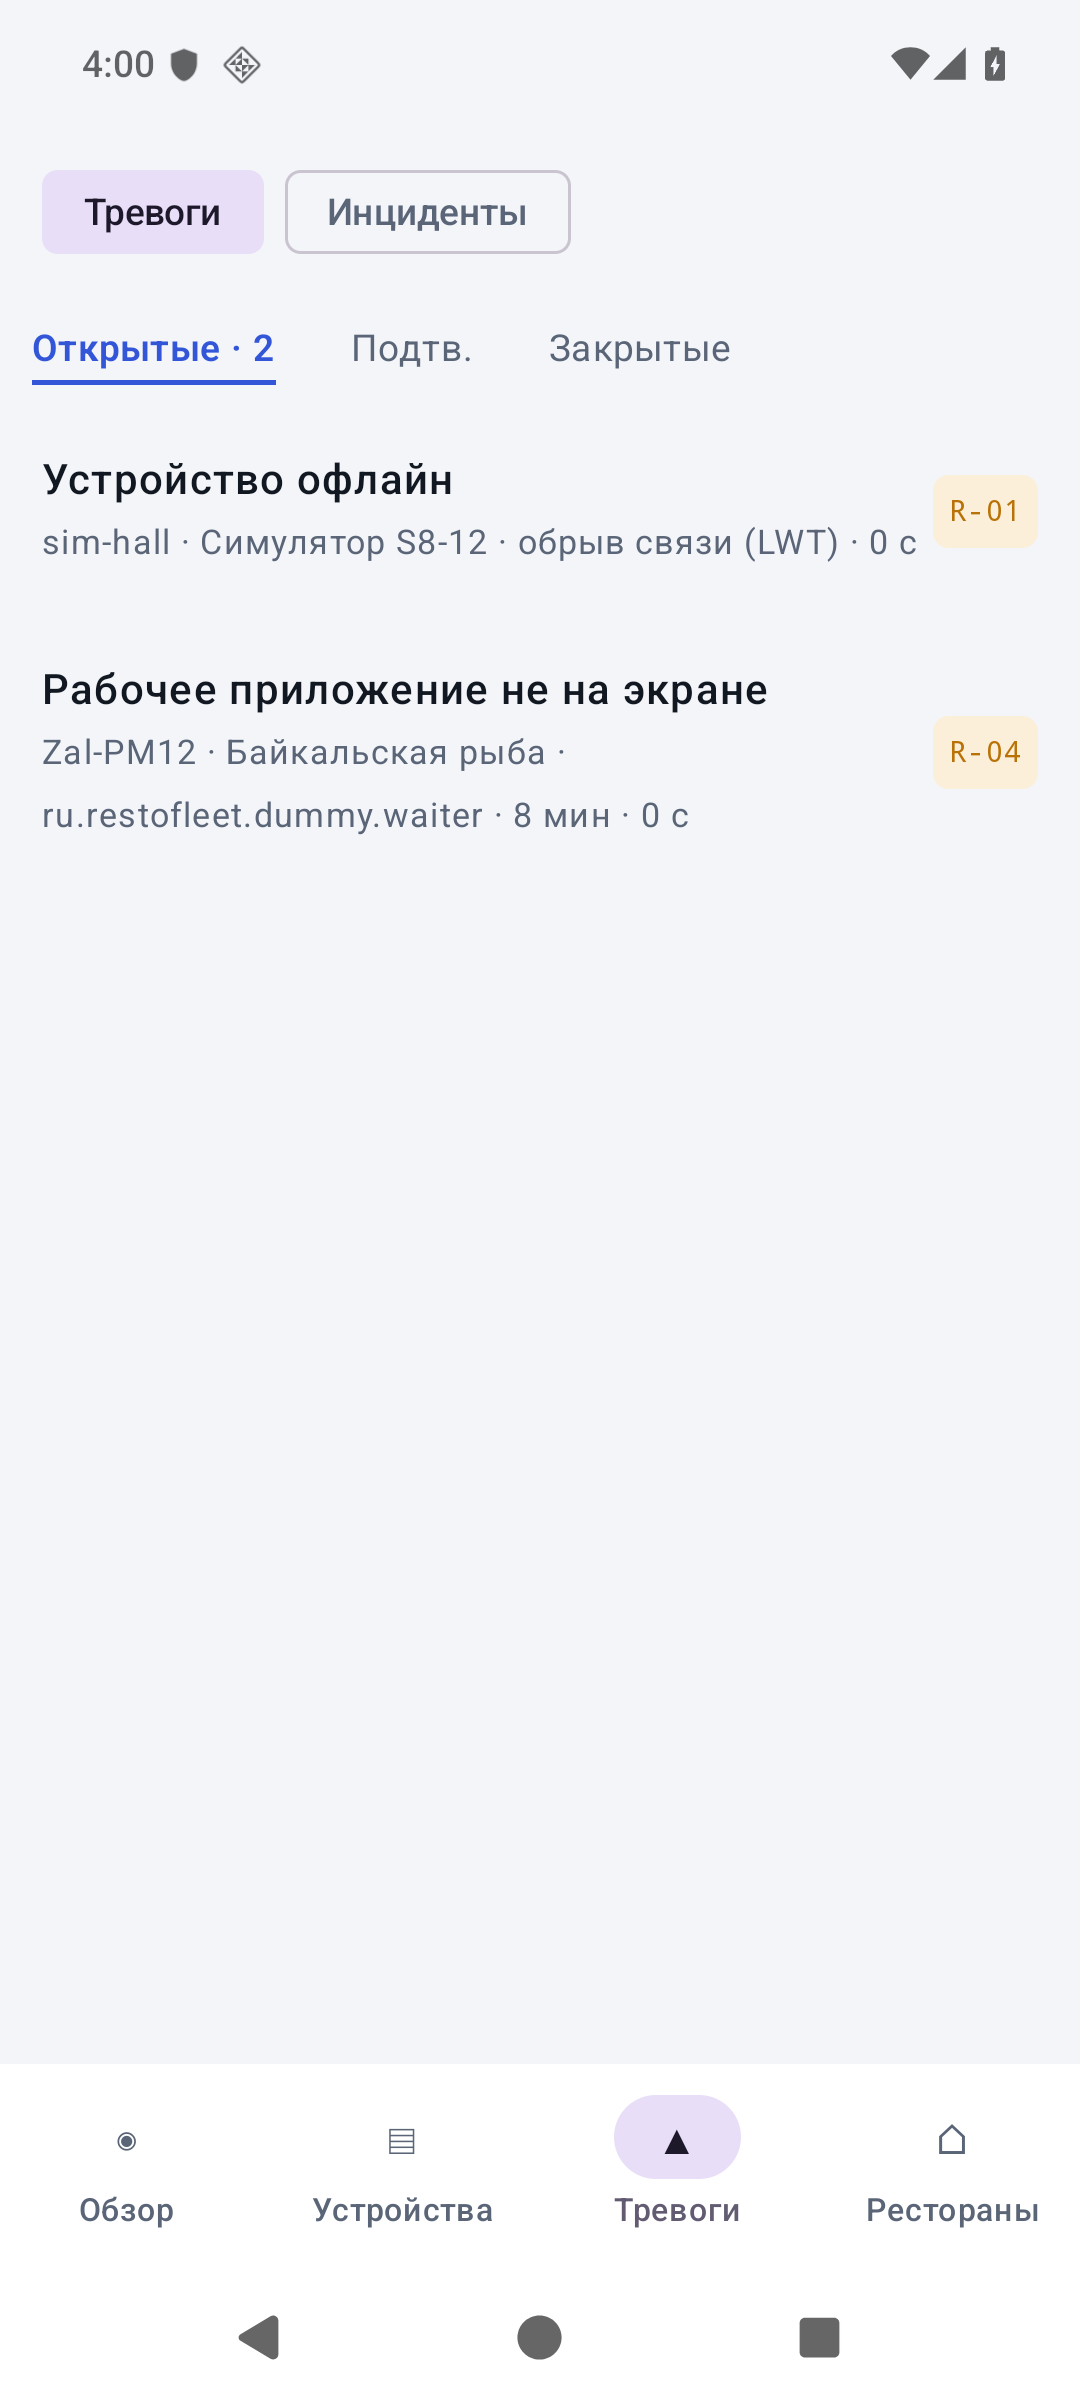 4:00
Тревоги
Инциденты
Открытые · 2
Подтв.
Закрытые
Устройство офлайн
sim-hall · Симулятор S8-12 · обрыв связи (LWT) · 0 с
R-01
Рабочее приложение не на экране
Zal-PM12 · Байкальская рыба ·
ru.restofleet.dummy.waiter · 8 мин · 0 с
R-04
Обзор
Устройства
Тревоги
Рестораны